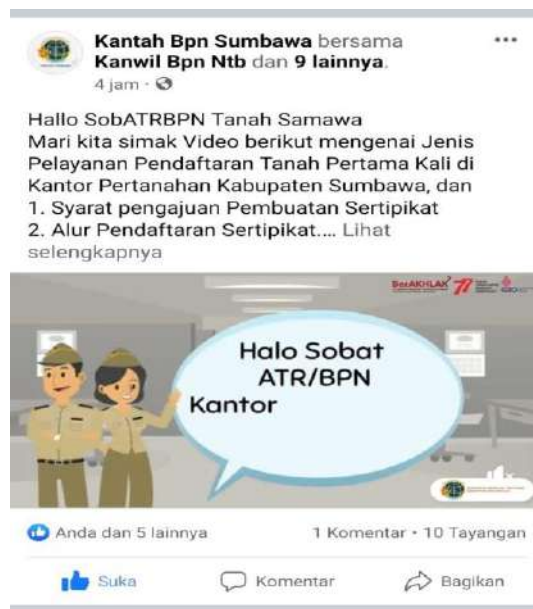 Kantah Bpn Sumbawa bersama
Kanwil Bpn Ntb dan 9 lainnya.
4 jam ·
Hallo SobATRBPN Tanah Samawa
Mari kita simak Video berikut mengenai Jenis
Pelayanan Pendaftaran Tanah Pertama Kali di
Kantor Pertanahan Kabupaten Sumbawa, dan
1. Syarat pengajuan Pembuatan Sertipikat
2. Alur Pendaftaran Sertipikat.... Lihat
selengkapnya
BerAKHLAK 77
Halo Sobat
ATR/BPN
Kantor
Anda dan 5 lainnya
1 Komentar • 10 Tayangan
Suka
Komentar
Bagikan